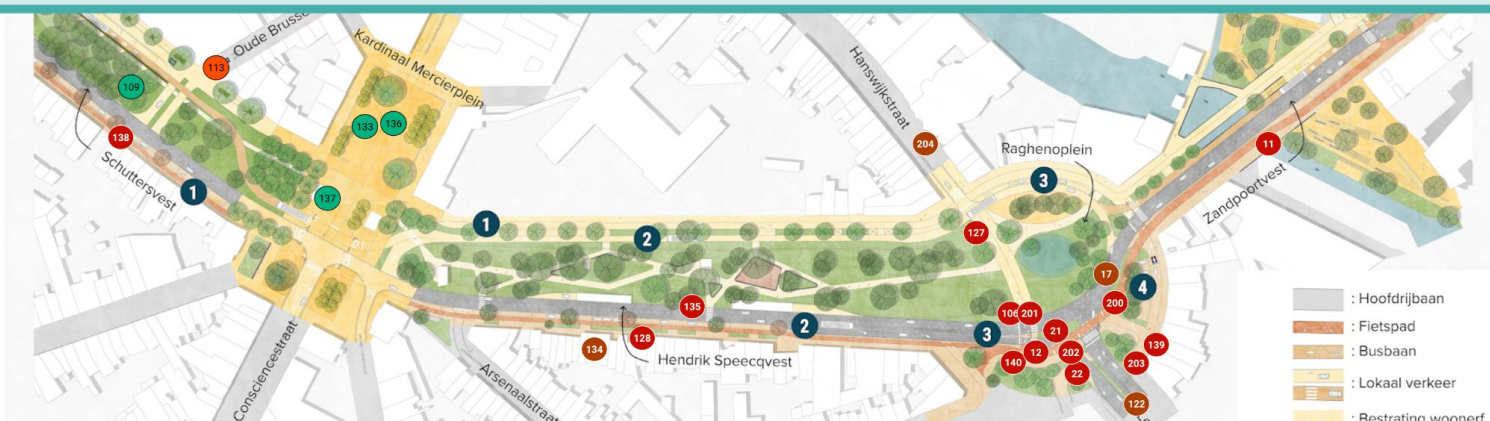 Oude Brusse
Kardinaal Mercierplein
113
109
133
136
138
Schuttersvest
1
137
Hanswijkstraat
204
Raghenoplein
3
11
Zandpoortvest
1
2
127
17
4
200
135
106
201
21
2
3
128
134
Hendrik Speecqvest
140
12
202
22
139
203
122
Consciencestraat
Arsenaalstraat
: Hoofdrijbaan
: Fietspad
: Busbaan
: Lokaal verkeer
: Bestrating woonerf